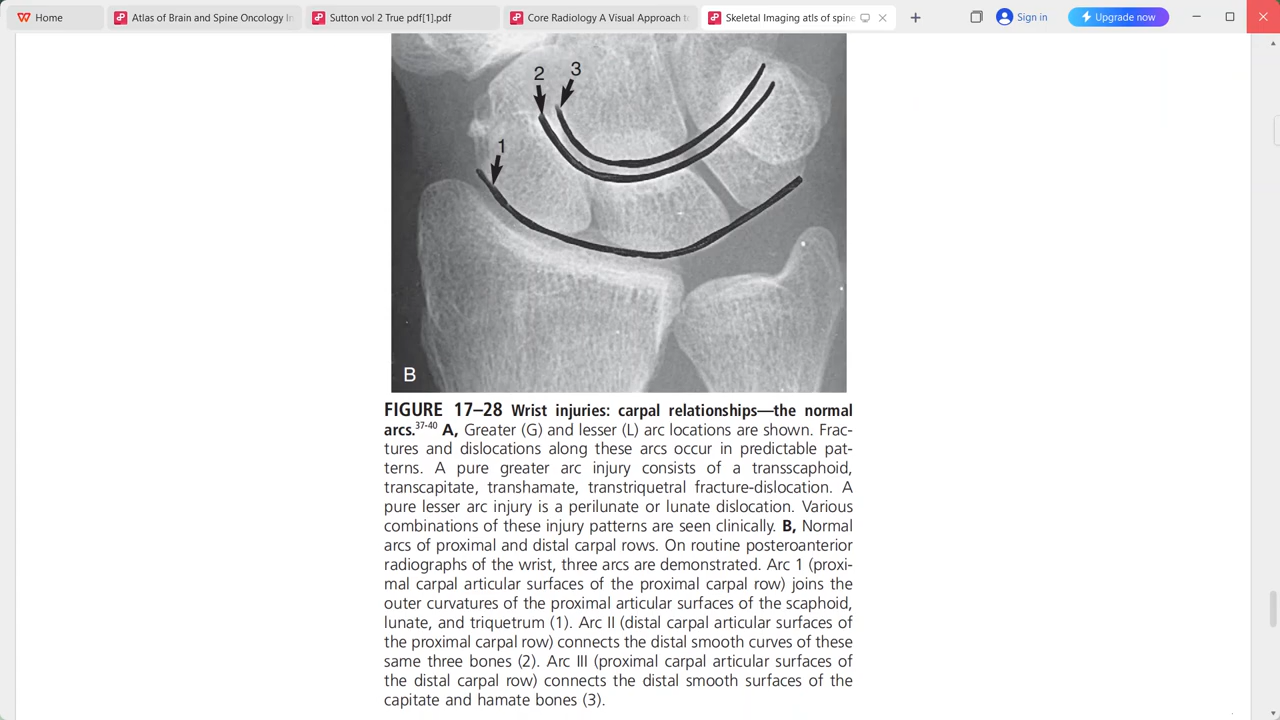 Home
Atlas of Brain and Spine Oncology I
Sutton vol 2 True pdf[1].pdf
Core Radiology A Visual Approach t
Skeletal Imaging atls of spine
Sign in
Upgrade now
2
3
1
B
FIGURE 17–28 Wrist injuries: carpal relationships—the normal
arcs.37-40 A, Greater (G) and lesser (L) arc locations are shown. Frac-
tures and dislocations along these arcs occur in predictable pat-
terns. A pure greater arc injury consists of a transscaphoid,
transcapitate, transhamate, transtriquetral fracture-dislocation. A
pure lesser arc injury is a perilunate or lunate dislocation. Various
combinations of these injury patterns are seen clinically. B, Normal
arcs of proximal and distal carpal rows. On routine posteroanterior
radiographs of the wrist, three arcs are demonstrated. Arc 1 (proxi-
mal carpal articular surfaces of the proximal carpal row) joins the
outer curvatures of the proximal articular surfaces of the scaphoid,
lunate, and triquetrum (1). Arc II (distal carpal articular surfaces of
the proximal carpal row) connects the distal smooth curves of these
same three bones (2). Arc III (proximal carpal articular surfaces of
the distal carpal row) connects the distal smooth surfaces of the
capitate and hamate bones (3).